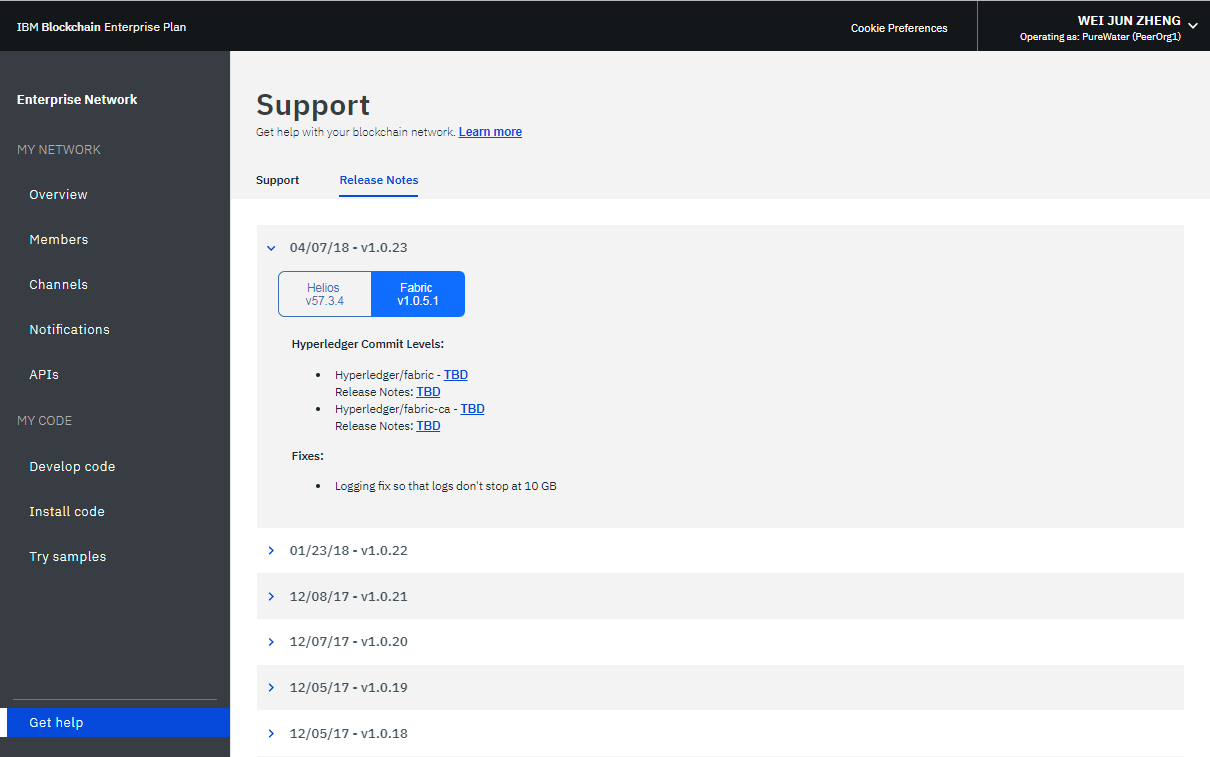 IBM Blockchain Enterprise Plan
Cookie Preferences
WEI JUN ZHENG
Operating as: PureWater (PeerOrg1)
Enterprise Network
MY NETWORK
Overview
Members
Channels
Notifications
APIs
MY CODE
Develop code
Install code
Try samples
Get help
Support
Get help with your blockchain network. Learn more
Support
Release Notes
04/07/18 - v1.0.23
Helios
v57.3.4
Fabric
v1.0.5.1
Hyperledger Commit Levels:
• Hyperledger/fabric - TBD
Release Notes: TBD
• Hyperledger/fabric-ca - TBD
Release Notes: TBD
Fixes:
• Logging fix so that logs don't stop at 10 GB
01/23/18 - v1.0.22
12/08/17 - v1.0.21
12/07/17 - v1.0.20
12/05/17 - v1.0.19
12/05/17 - v1.0.18